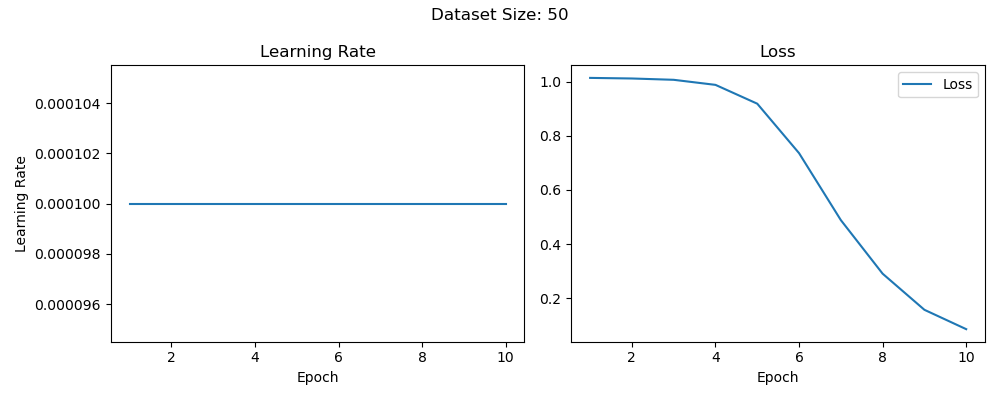 Dataset Size: 50
Learning Rate
Learning Rate
0.000104
0.000102
0.000100
0.000098
0.000096
2 4 6 8 10
Epoch
Loss
Loss
1.0
0.8
0.6
0.4
0.2
2 4 6 8 10
Epoch